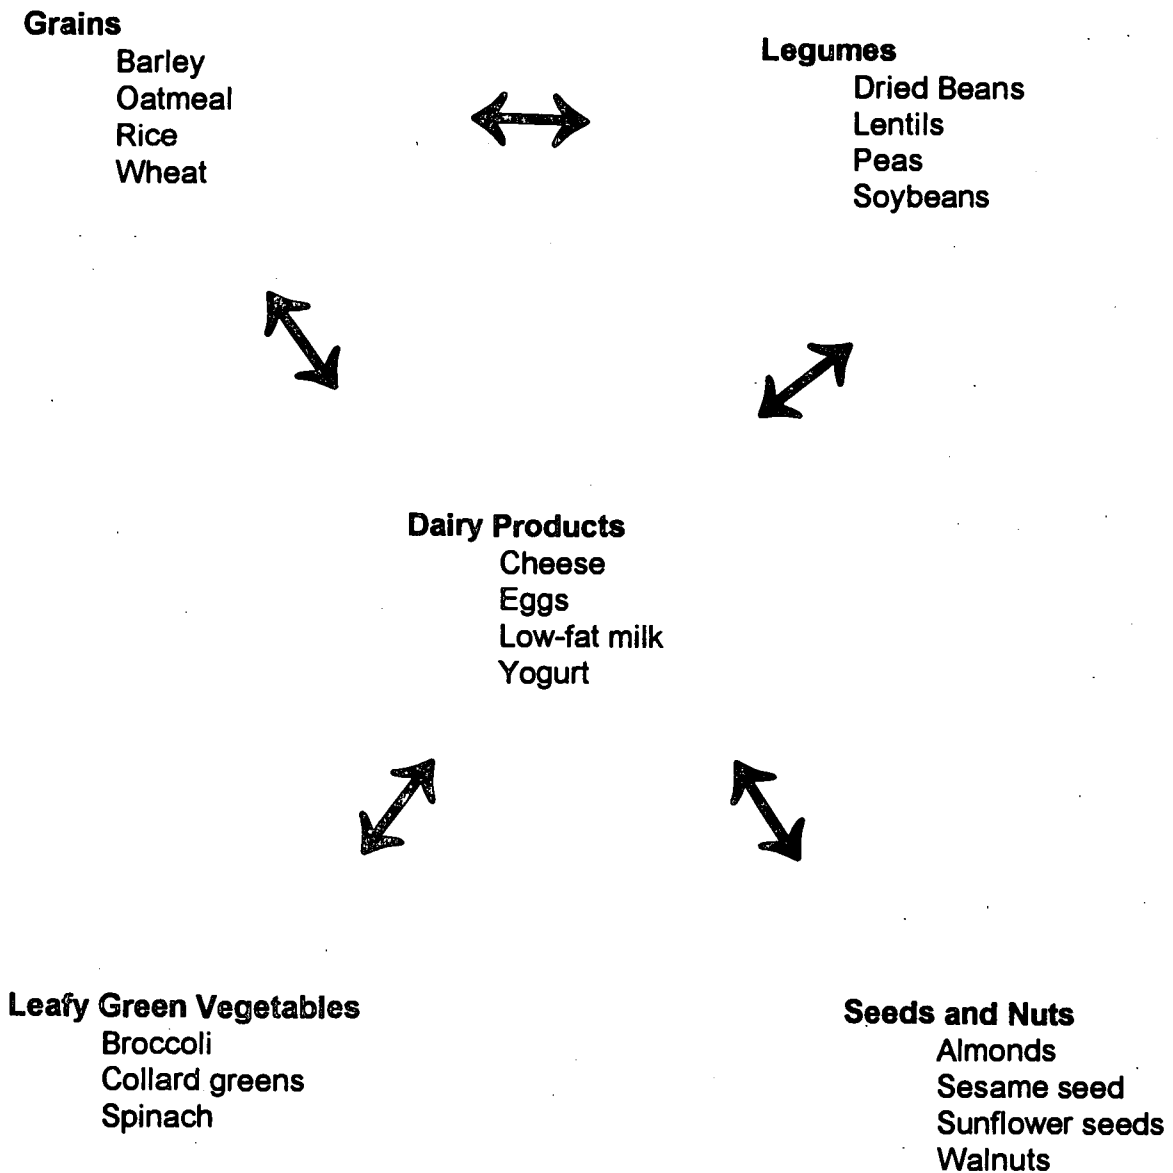 Grains
Barley
Oatmeal
Rice
Wheat
Legumes
Dried Beans
Lentils
Peas
Soybeans
Dairy Products
Cheese
Eggs
Low-fat milk
Yogurt
Leafy Green Vegetables
Broccoli
Collard greens
Spinach
Seeds and Nuts
Almonds
Sesame seed
Sunflower seeds
Walnuts